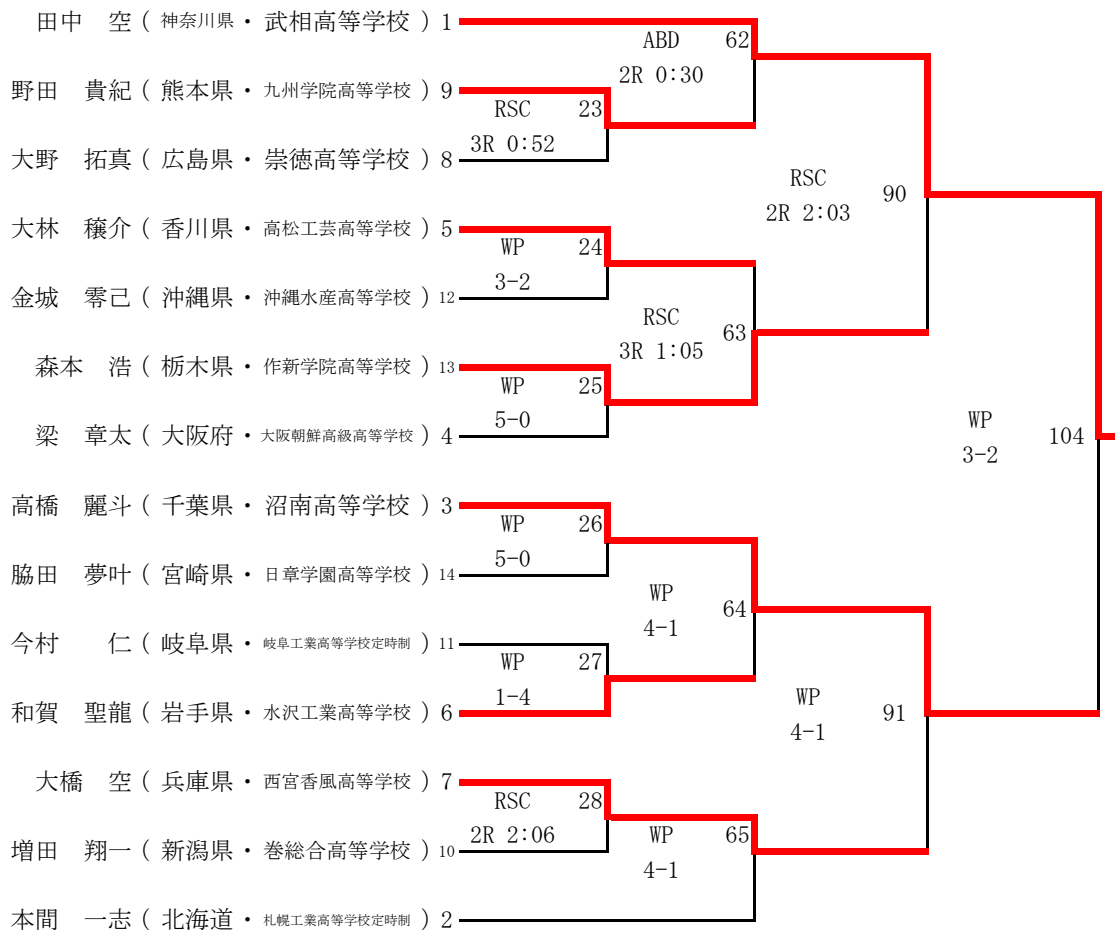 田中　空 ( 神奈川県 ・ 武相高等学校 ) 1
ABD 62
2R 0:30
野田　貴紀 ( 熊本県 ・ 九州学院高等学校 ) 9
RSC 23
3R 0:52
大野　拓真 ( 広島県 ・ 崇徳高等学校 ) 8
RSC 90
2R 2:03
大林　穣介 ( 香川県 ・ 高松工芸高等学校 ) 5
WP 24
3-2
金城　零己 ( 沖縄県 ・ 沖縄水産高等学校 ) 12
RSC 63
3R 1:05
森本　浩 ( 栃木県 ・ 作新学院高等学校 ) 13
WP 25
5-0
梁　章太 ( 大阪府 ・ 大阪朝鮮高級高等学校 ) 4
WP 104
3-2
高橋　麗斗 ( 千葉県 ・ 沼南高等学校 ) 3
WP 26
5-0
脇田　夢叶 ( 宮崎県 ・ 日章学園高等学校 ) 14
WP 64
4-1
今村　仁 ( 岐阜県 ・ 岐阜工業高等学校定時制 ) 11
WP 27
1-4
和賀　聖龍 ( 岩手県 ・ 水沢工業高等学校 ) 6
WP 91
4-1
大橋　空 ( 兵庫県 ・ 西宮香風高等学校 ) 7
RSC 28
2R 2:06
増田　翔一 ( 新潟県 ・ 巻総合高等学校 ) 10
WP 65
4-1
本間　一志 ( 北海道 ・ 札幌工業高等学校定時制 ) 2